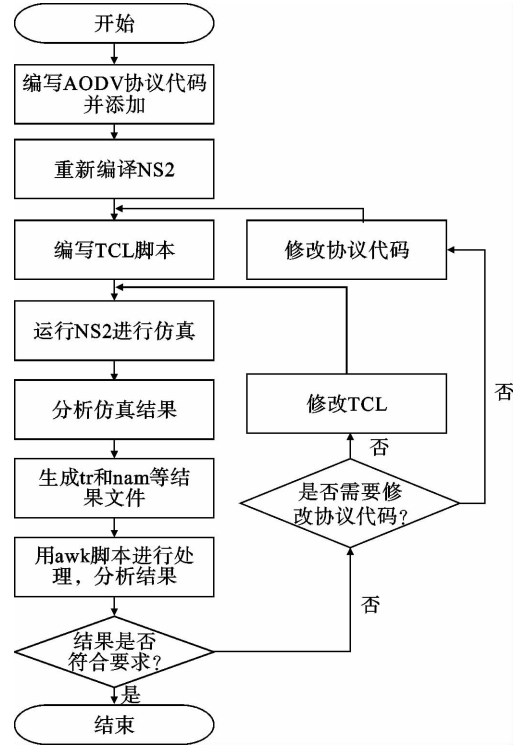 开始
编写AODV协议代码
并添加
重新编译NS2
编写TCL脚本
修改协议代码
运行NS2进行仿真
否
分析仿真结果
修改TCL
否
生成tr和nam等结
果文件
是否需要修
改协议代码？
用awk脚本进行处
理，分析结果
否
结果是否
符合要求？
是
结束